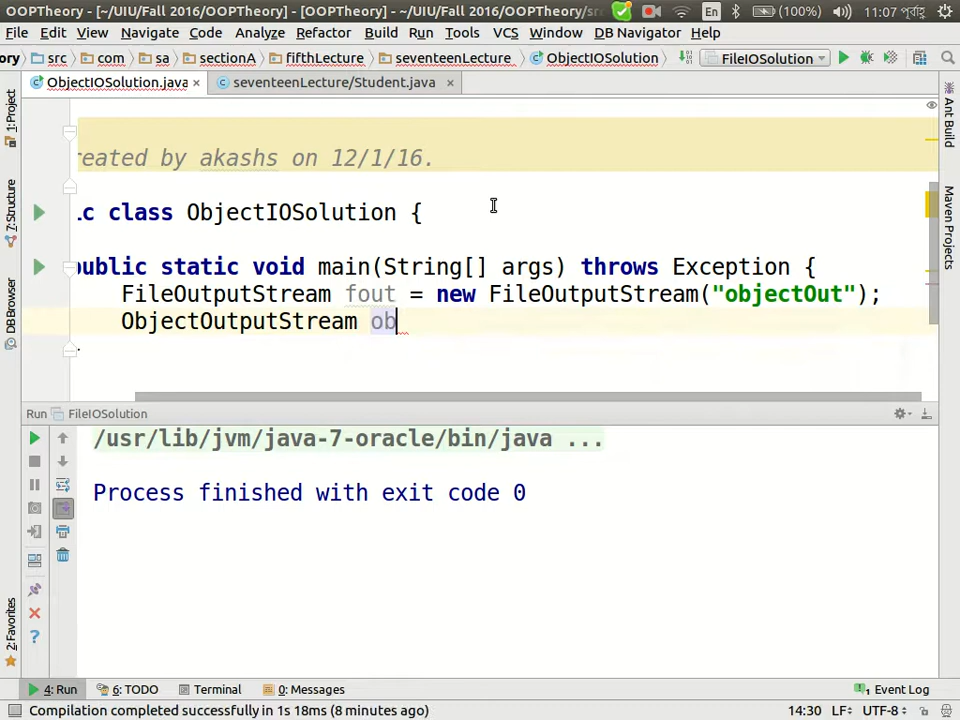 OOPTheory - [~/UIU/Fall 2016/OOPTheory] - [OOPTheory] - ~/UIU/Fall 2016/OOPTheory/sr
En (100%) 11:07
File Edit View Navigate Code Analyze Refactor Build Run Tools VCS Window DB Navigator Help
ory src com sa sectionA fifthLecture seventeenLecture ObjectIOSolution FileIOSolution
ObjectIOSolution.java seventeenLecture/Student.java
1: Project
7: Structure
DB Browser
2: Favorites
Ant Build
Maven Projects
reated by akashs on 12/1/16.
ic class ObjectIOSolution {
public static void main(String[] args) throws Exception {
FileOutputStream fout = new FileOutputStream("objectOut");
ObjectOutputStream ob
Run FileIOSolution
/usr/lib/jvm/java-7-oracle/bin/java ...
Process finished with exit code 0
4: Run 6: TODO Terminal 0: Messages Event Log
Compilation completed successfully in 1s 18ms (8 minutes ago) 14:30 LF UTF-8